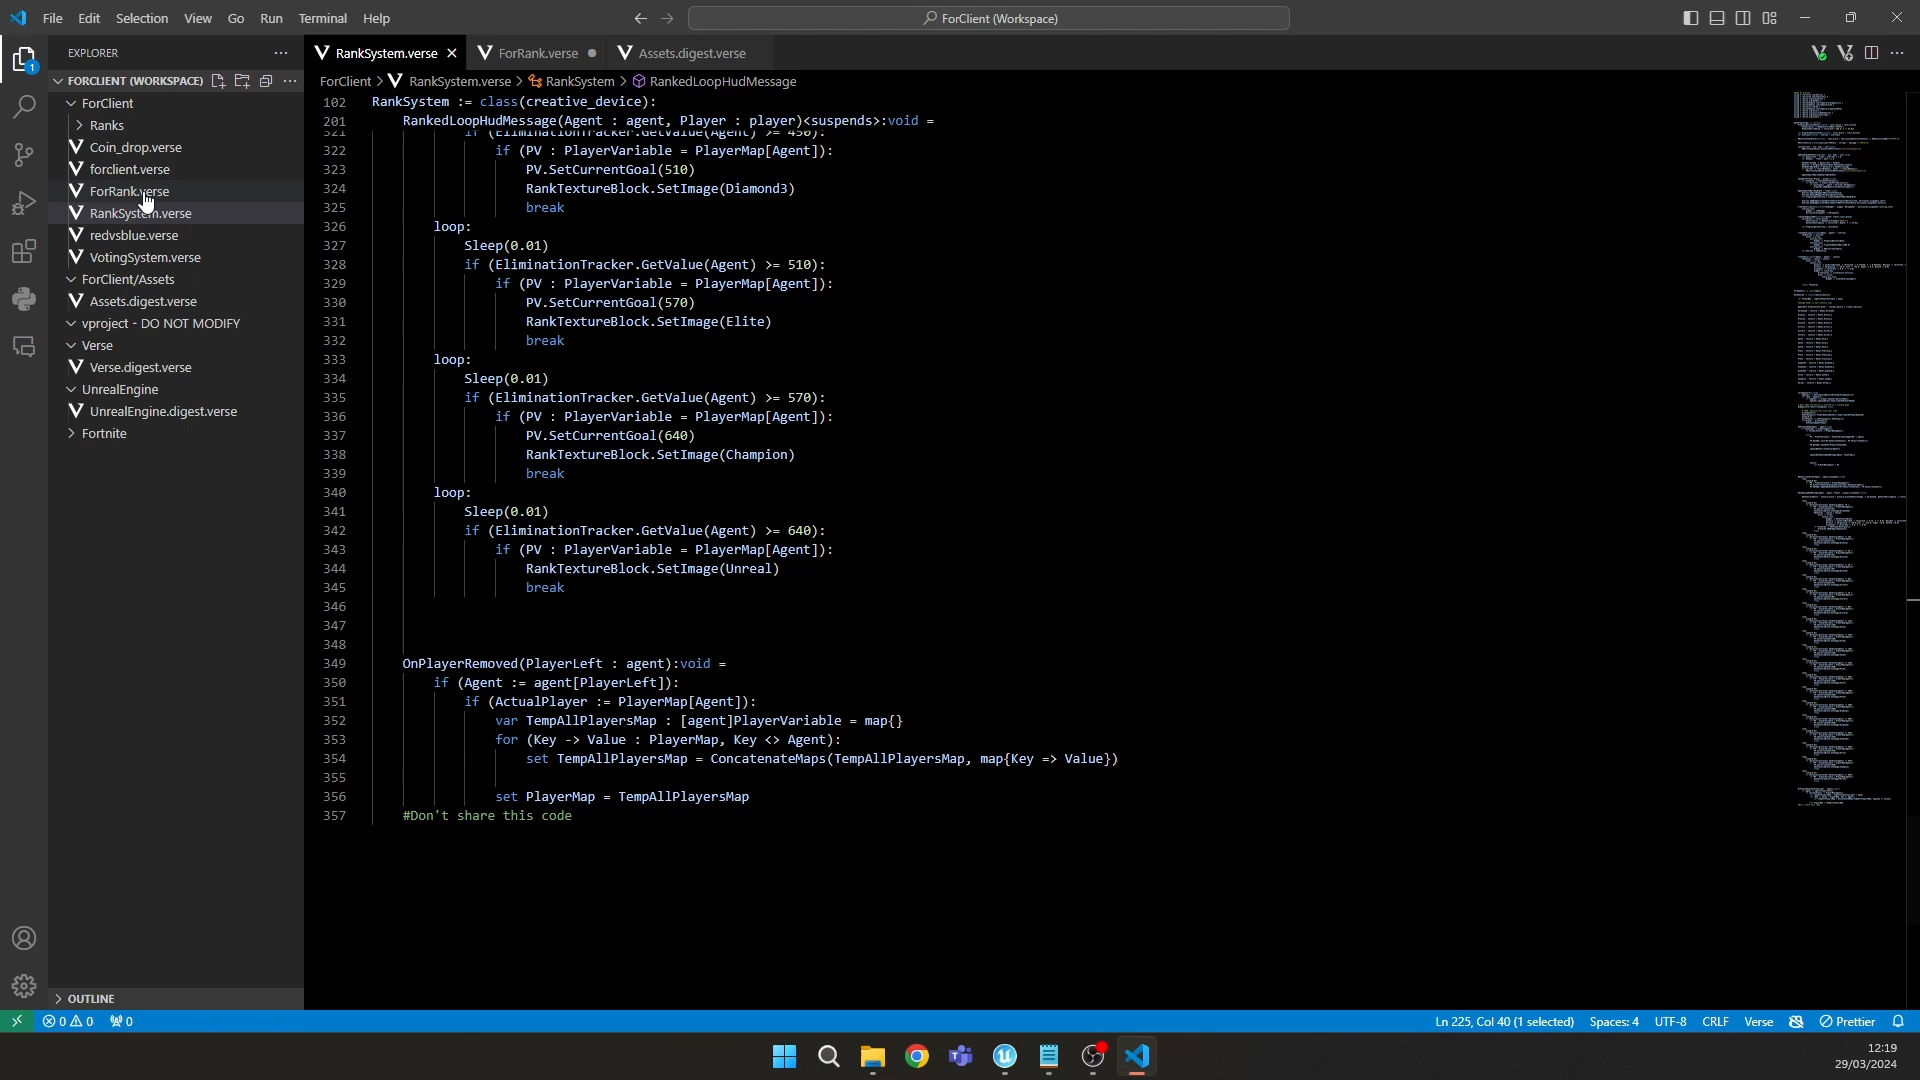 File Edit Selection View Go Run Terminal Help
ForClient (Workspace)
EXPLORER
RankSystem.verse
ForRank.verse
Assets.digest.verse
FORCLIENT (WORKSPACE)
ForClient > RankSystem.verse > RankSystem > RankedLoopHudMessage
ForClient
Ranks
Coin_drop.verse
forclient.verse
ForRank.verse
RankSystem.verse
redvsblue.verse
VotingSystem.verse
ForClient/Assets
Assets.digest.verse
vproject - DO NOT MODIFY
Verse
Verse.digest.verse
UnrealEngine
UnrealEngine.digest.verse
Fortnite
OUTLINE
1
102 RankSystem := class(creative_device):
201 RankedLoopHudMessage(Agent : agent, Player : player)<suspends>:void =
321 if (EliminationTracker.GetValue(Agent) >= 450):
322 if (PV : PlayerVariable = PlayerMap[Agent]):
323 PV.SetCurrentGoal(510)
324 RankTextureBlock.SetImage(Diamond3)
325 break
326 loop:
327 Sleep(0.01)
328 if (EliminationTracker.GetValue(Agent) >= 510):
329 if (PV : PlayerVariable = PlayerMap[Agent]):
330 PV.SetCurrentGoal(570)
331 RankTextureBlock.SetImage(Elite)
332 break
333 loop:
334 Sleep(0.01)
335 if (EliminationTracker.GetValue(Agent) >= 570):
336 if (PV : PlayerVariable = PlayerMap[Agent]):
337 PV.SetCurrentGoal(640)
338 RankTextureBlock.SetImage(Champion)
339 break
340 loop:
341 Sleep(0.01)
342 if (EliminationTracker.GetValue(Agent) >= 640):
343 if (PV : PlayerVariable = PlayerMap[Agent]):
344 RankTextureBlock.SetImage(Unreal)
345 break
346
347
348
349 OnPlayerRemoved(PlayerLeft : agent):void =
350 if (Agent := agent[PlayerLeft]):
351 if (ActualPlayer := PlayerMap[Agent]):
352 var TempAllPlayersMap : [agent]PlayerVariable = map{}
353 for (Key -> Value : PlayerMap, Key <> Agent):
354 set TempAllPlayersMap = ConcatenateMaps(TempAllPlayersMap, map{Key => Value})
355
356 set PlayerMap = TempAllPlayersMap
357 #Don't share this code
0 0 0
Ln 225, Col 40 (1 selected) Spaces: 4 UTF-8 CRLF Verse Prettier
12:19
29/03/2024